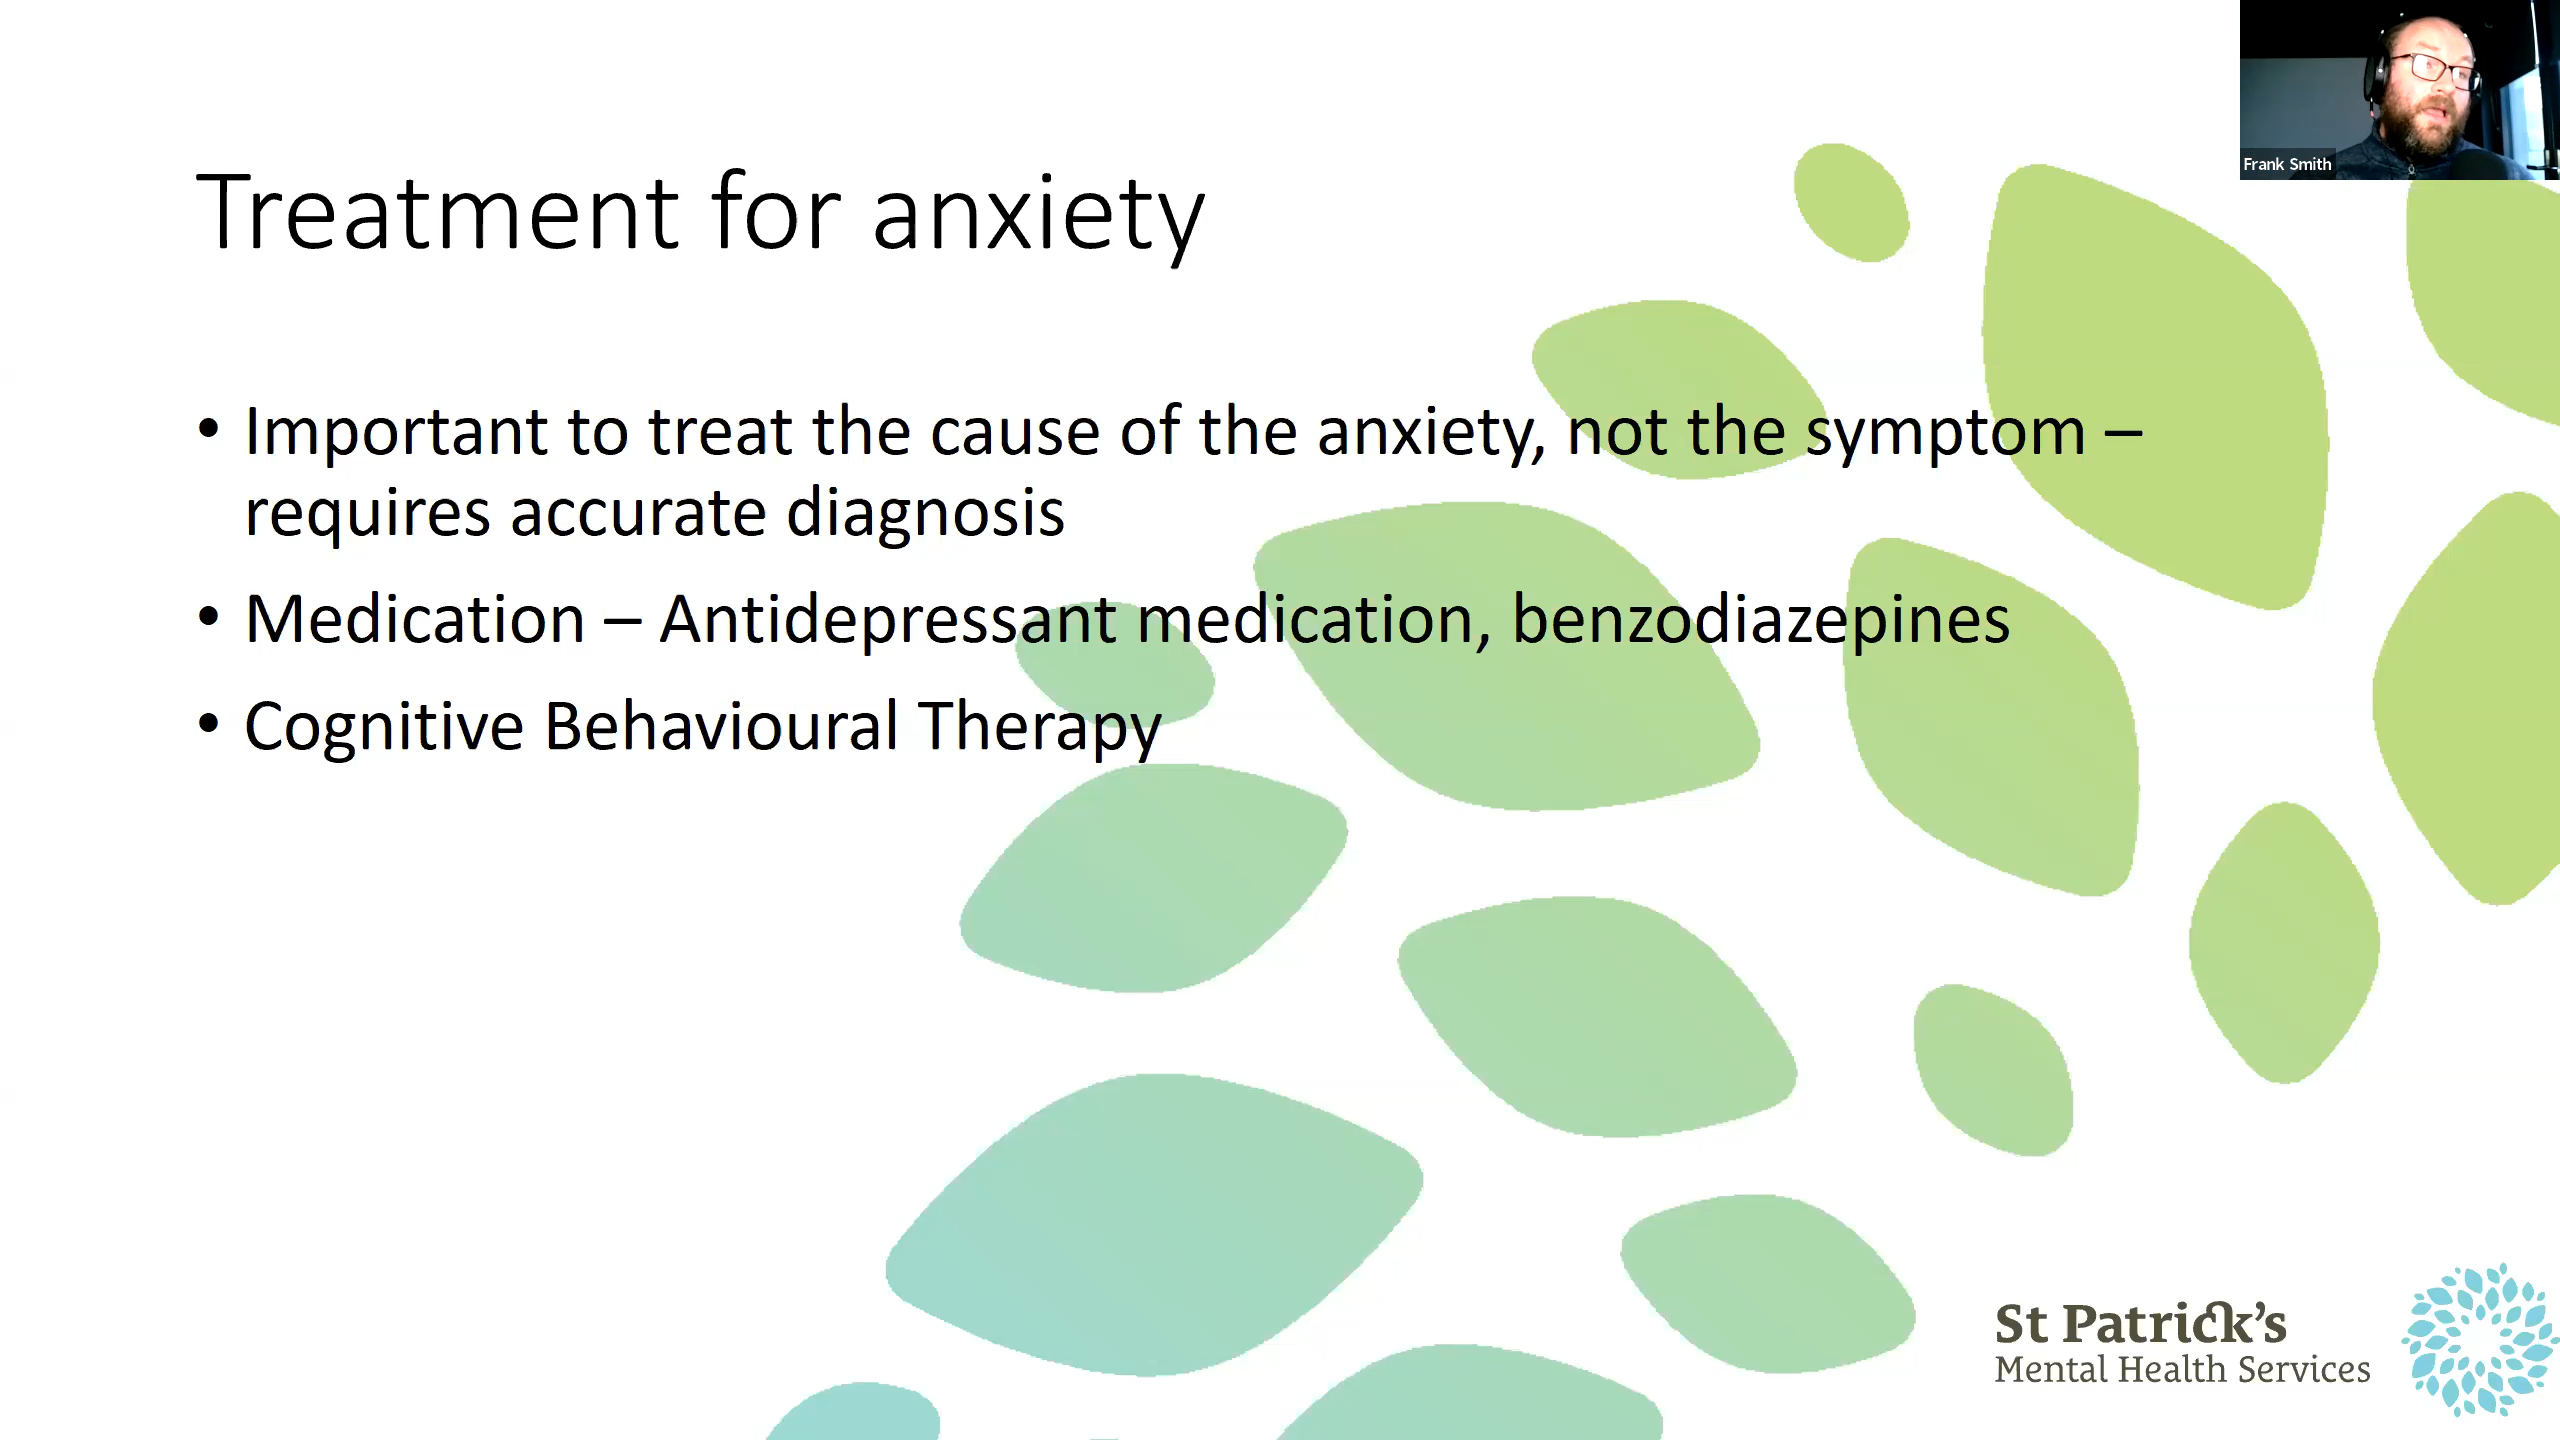 Frank Smith
Treatment for anxiety
• Important to treat the cause of the anxiety, not the symptom –
requires accurate diagnosis
• Medication – Antidepressant medication, benzodiazepines
• Cognitive Behavioural Therapy
St Patrick's
Mental Health Services